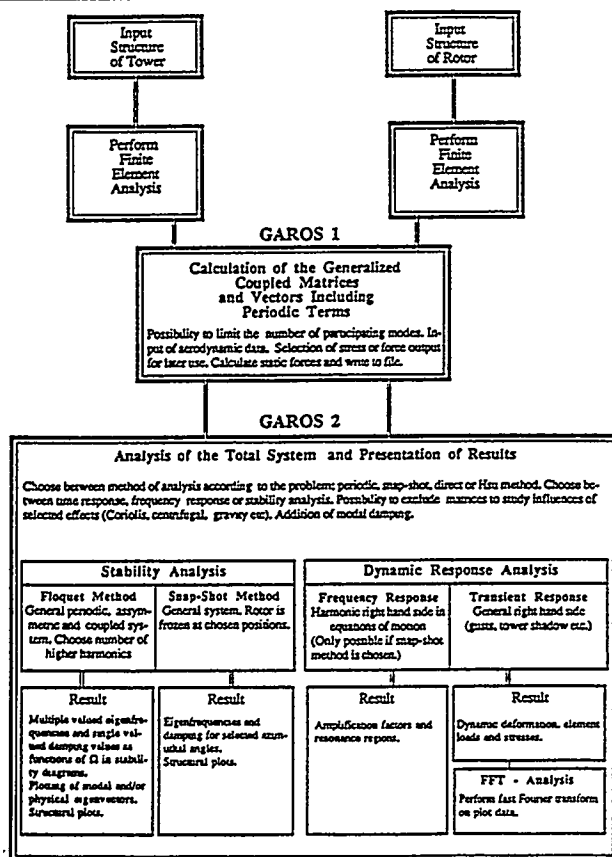 Input
Structure
of Tower
Input
Structure
of Rotor
Perform
Finite
Element
Analysis
Perform
Finite
Element
Analysis
GAROS 1
Calculation of the Generalized
Coupled Matrices
and Vectors Including
Periodic Terms
Possibility to limit the number of participating modes. In-
put of aerodynamic data. Selection of stress or force output
for later use. Calculate static forces and write to file.
GAROS 2
Analysis of the Total System and Presentation of Results
Choose between method of analysis according to the problem; periodic, snap-shot, direct or Hsu method. Choose be-
tween time response, frequency response or stability analysis. Possibility to exclude matrices to study influences of
selected effects (Coriolis, centrifugal, gravity etc). Addition of modal damping.
Stability Analysis
Floquet Method
General periodic, assym-
metric and coupled sys-
tem. Choose number of
higher harmonics
Snap-Shot Method
General system. Rotor is
frozen at chosen positions.
Result
Multiple valued eigenfre-
quencies and single val-
ued damping values as
functions of Ω in stabili-
ty diagrams.
Plotting of modal and/or
physical eigenvectors.
Structural plots.
Result
Eigenfrequencies and
damping for selected azim-
uthal angles.
Structural plots.
Dynamic Response Analysis
Frequency Response
Harmonic right hand side in
equations of motion
(Only possible if snap-shot
method is chosen.)
Transient Response
General right hand side
(gusts, tower shadow etc.)
Result
Amplification factors and
resonance regions.
Result
Dynamic deformation, element
loads and stresses.
FFT - Analysis
Perform fast Fourier transform
on plot data.